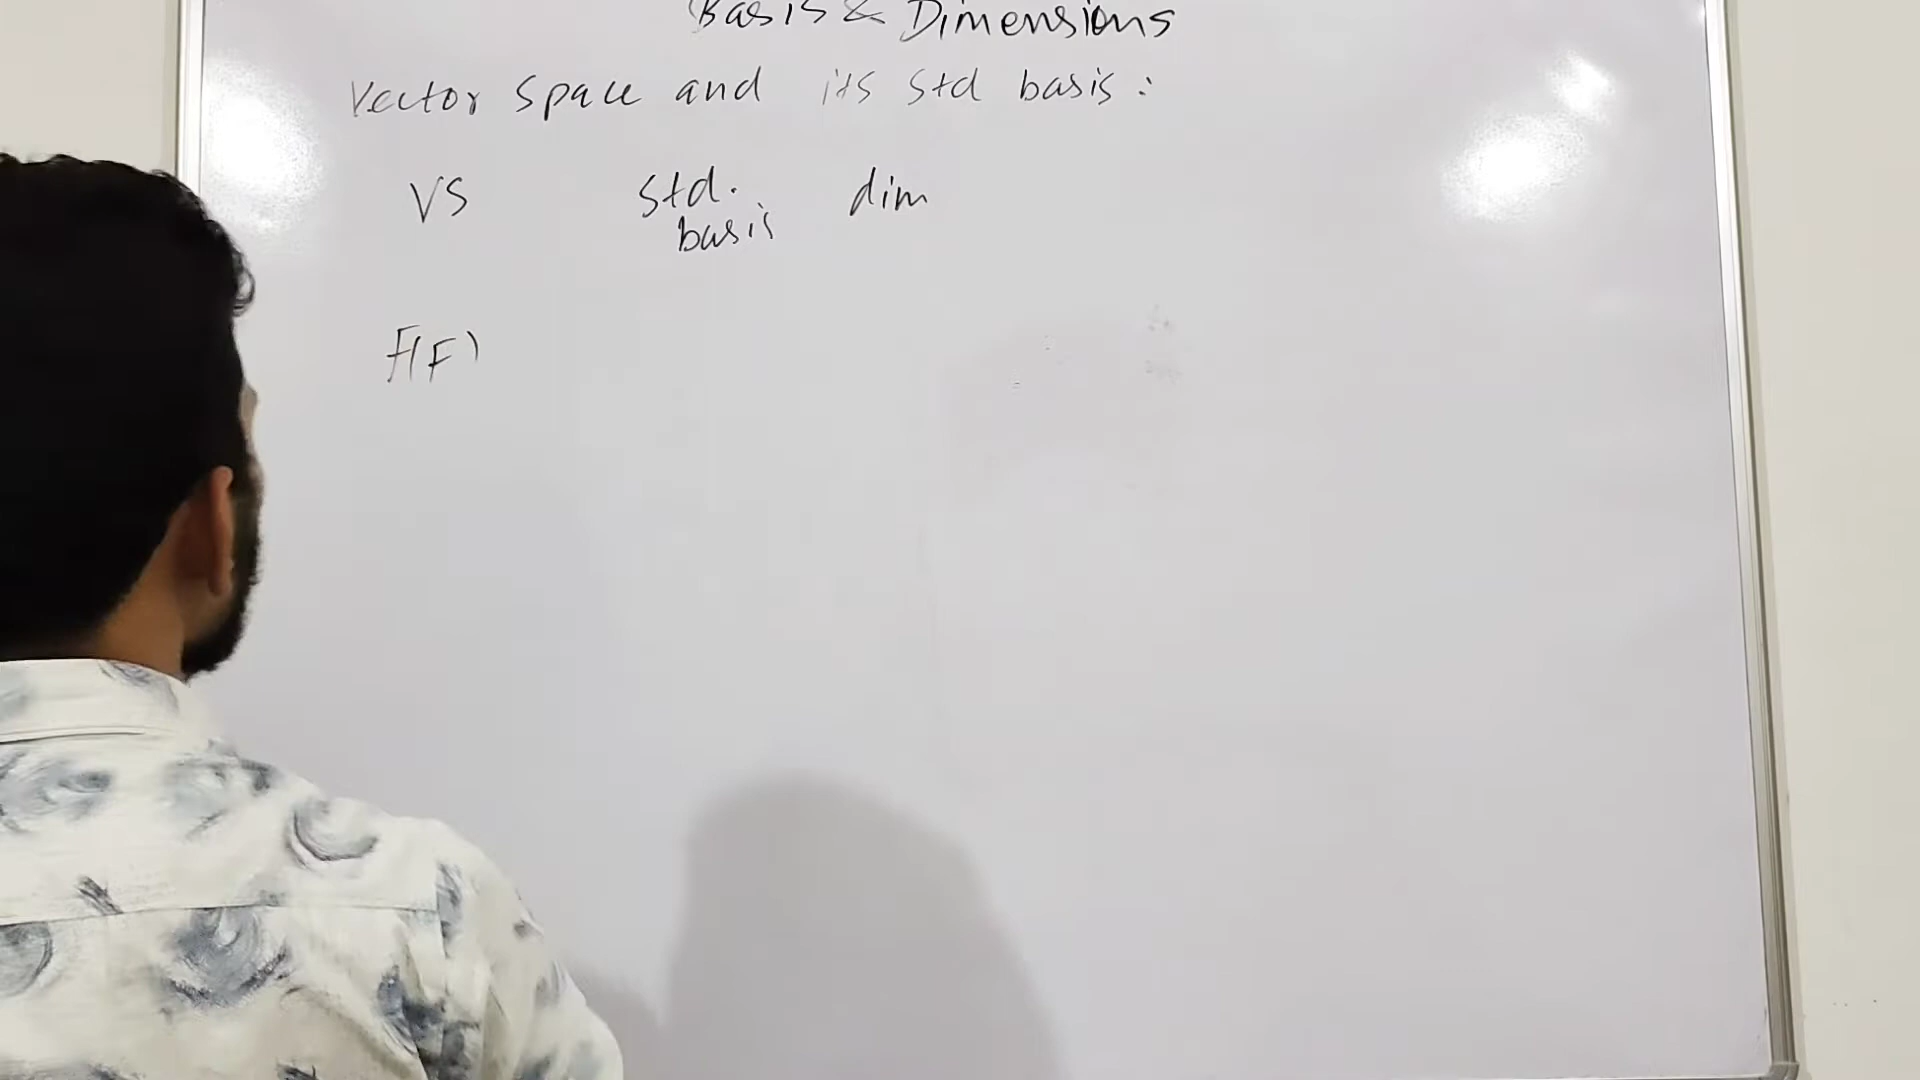 Basis & Dimensions
Vector space and its std basis :
VS std. basis dim
F(F)